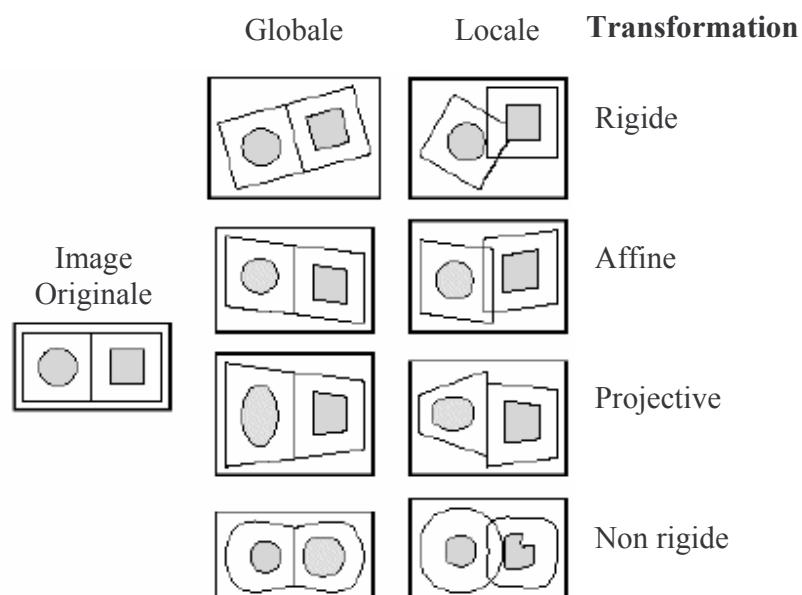 Globale Locale Transformation
Rigide
Affine
Image
Originale
Projective
Non rigide